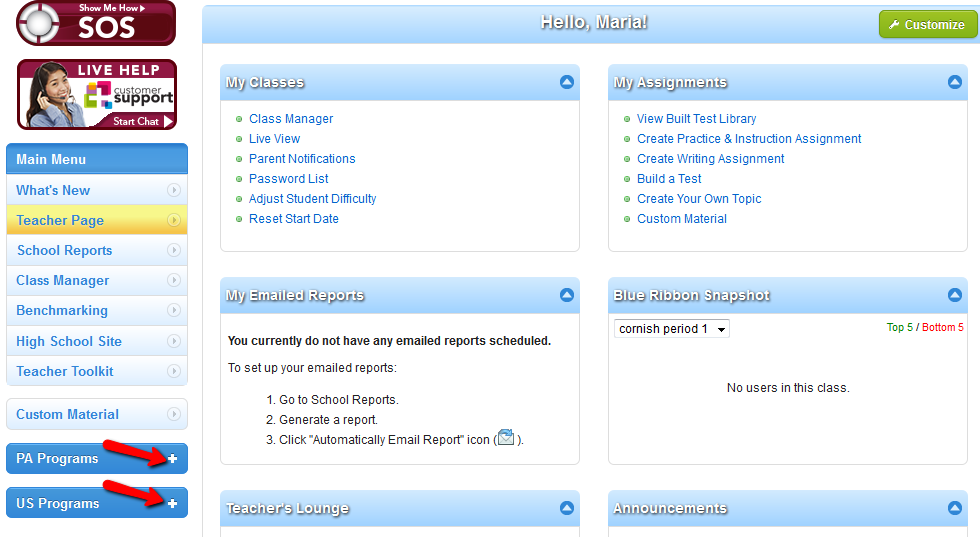 Show Me How
SOS
LIVE HELP
customer
support
Start Chat
Main Menu
What's New
Teacher Page
School Reports
Class Manager
Benchmarking
High School Site
Teacher Toolkit
Custom Material
PA Programs
US Programs
Hello, Maria!
Customize
My Classes
Class Manager
Live View
Parent Notifications
Password List
Adjust Student Difficulty
Reset Start Date
My Assignments
View Built Test Library
Create Practice & Instruction Assignment
Create Writing Assignment
Build a Test
Create Your Own Topic
Custom Material
My Emailed Reports
You currently do not have any emailed reports scheduled.
To set up your emailed reports:
1. Go to School Reports.
2. Generate a report.
3. Click "Automatically Email Report" icon ( ).
Blue Ribbon Snapshot
cornish period 1
Top 5 / Bottom 5
No users in this class.
Teacher's Lounge
Announcements